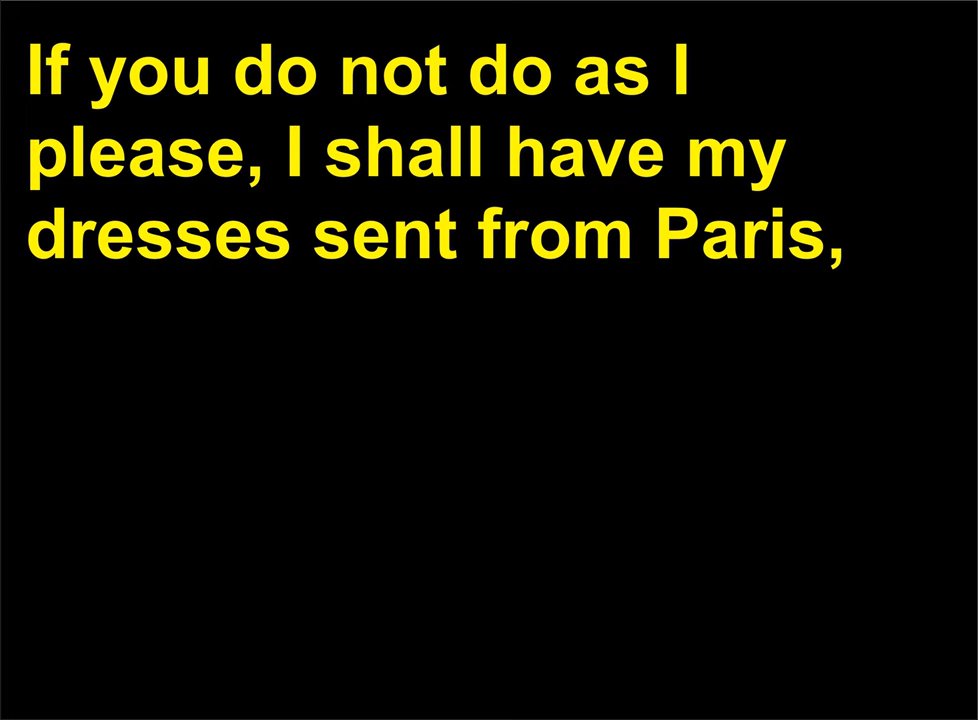 If you do not do as I
please, I shall have my
dresses sent from Paris,